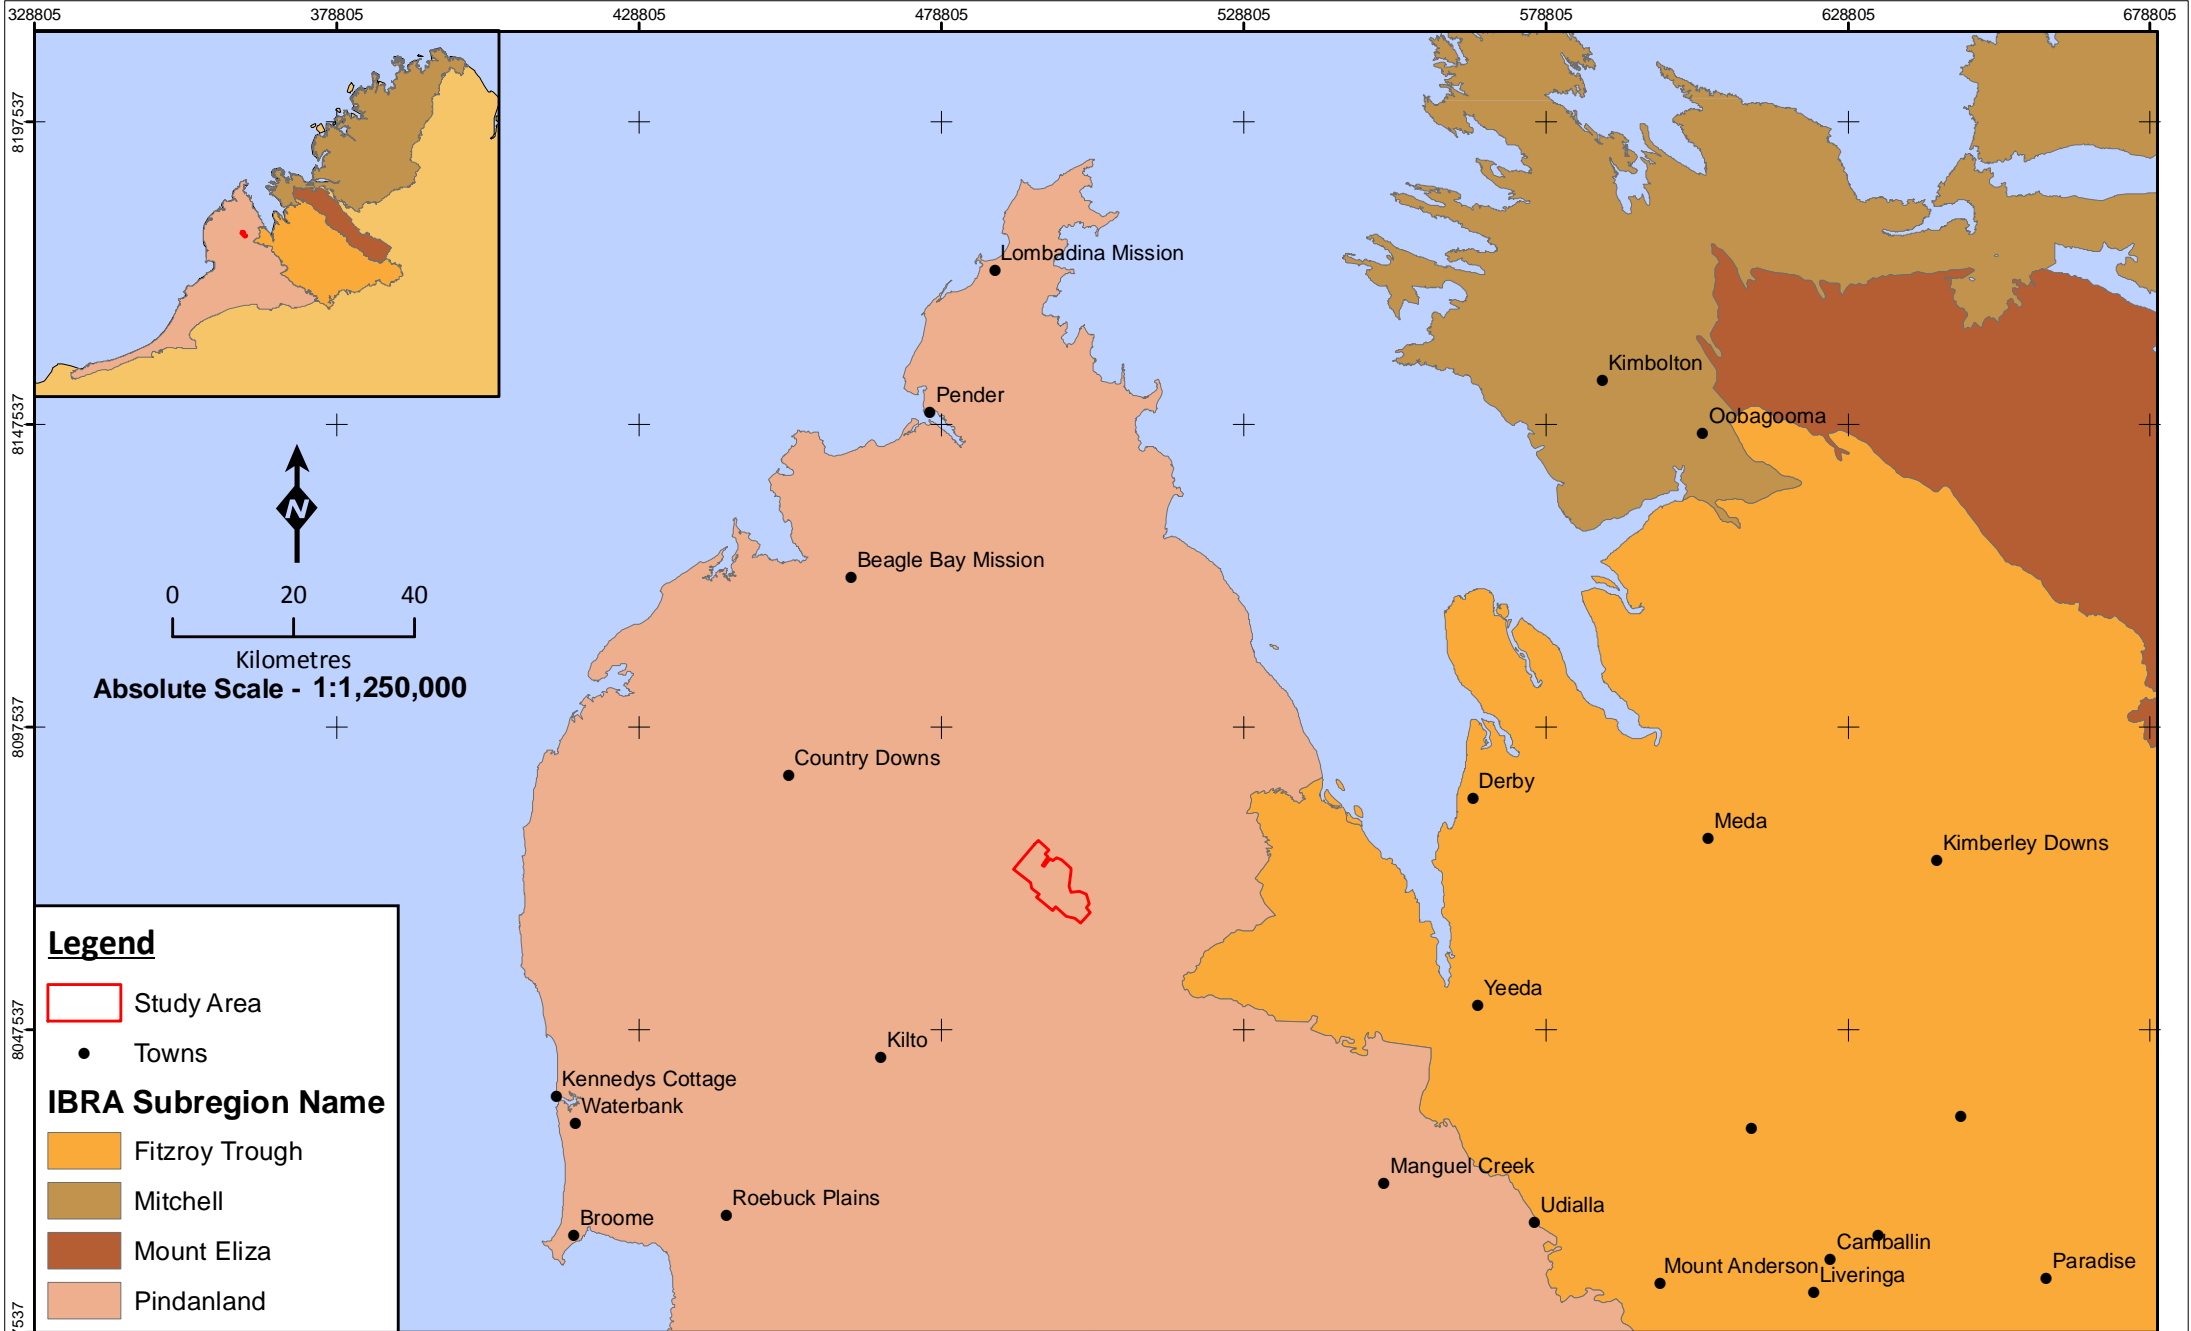 328805 378805 428805 478805 528805 578805 628805 678805
8197537
8147537
8097537
8047537
7537
Lombadina Mission
Kimbolton
Pender
Oobagooma
N
Beagle Bay Mission
0 20 40
Kilometres
Absolute Scale - 1:1,250,000
Country Downs
Derby
Meda
Kimberley Downs
Yeeda
Kilto
Kennedys Cottage
Waterbank
Manguel Creek
Roebuck Plains
Udialla
Broome
Camballin
Paradise
Mount Anderson
Liveringa
Legend
Study Area
Towns
IBRA Subregion Name
Fitzroy Trough
Mitchell
Mount Eliza
Pindanland